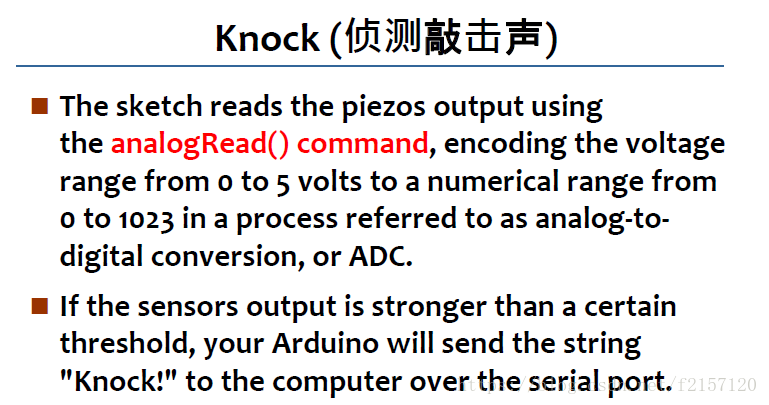 Knock (侦测敲击声)
The sketch reads the piezos output using
the analogRead() command, encoding the voltage
range from 0 to 5 volts to a numerical range from
0 to 1023 in a process referred to as analog-to-
digital conversion, or ADC.
If the sensors output is stronger than a certain
threshold, your Arduino will send the string
"Knock!" to the computer over the serial port.